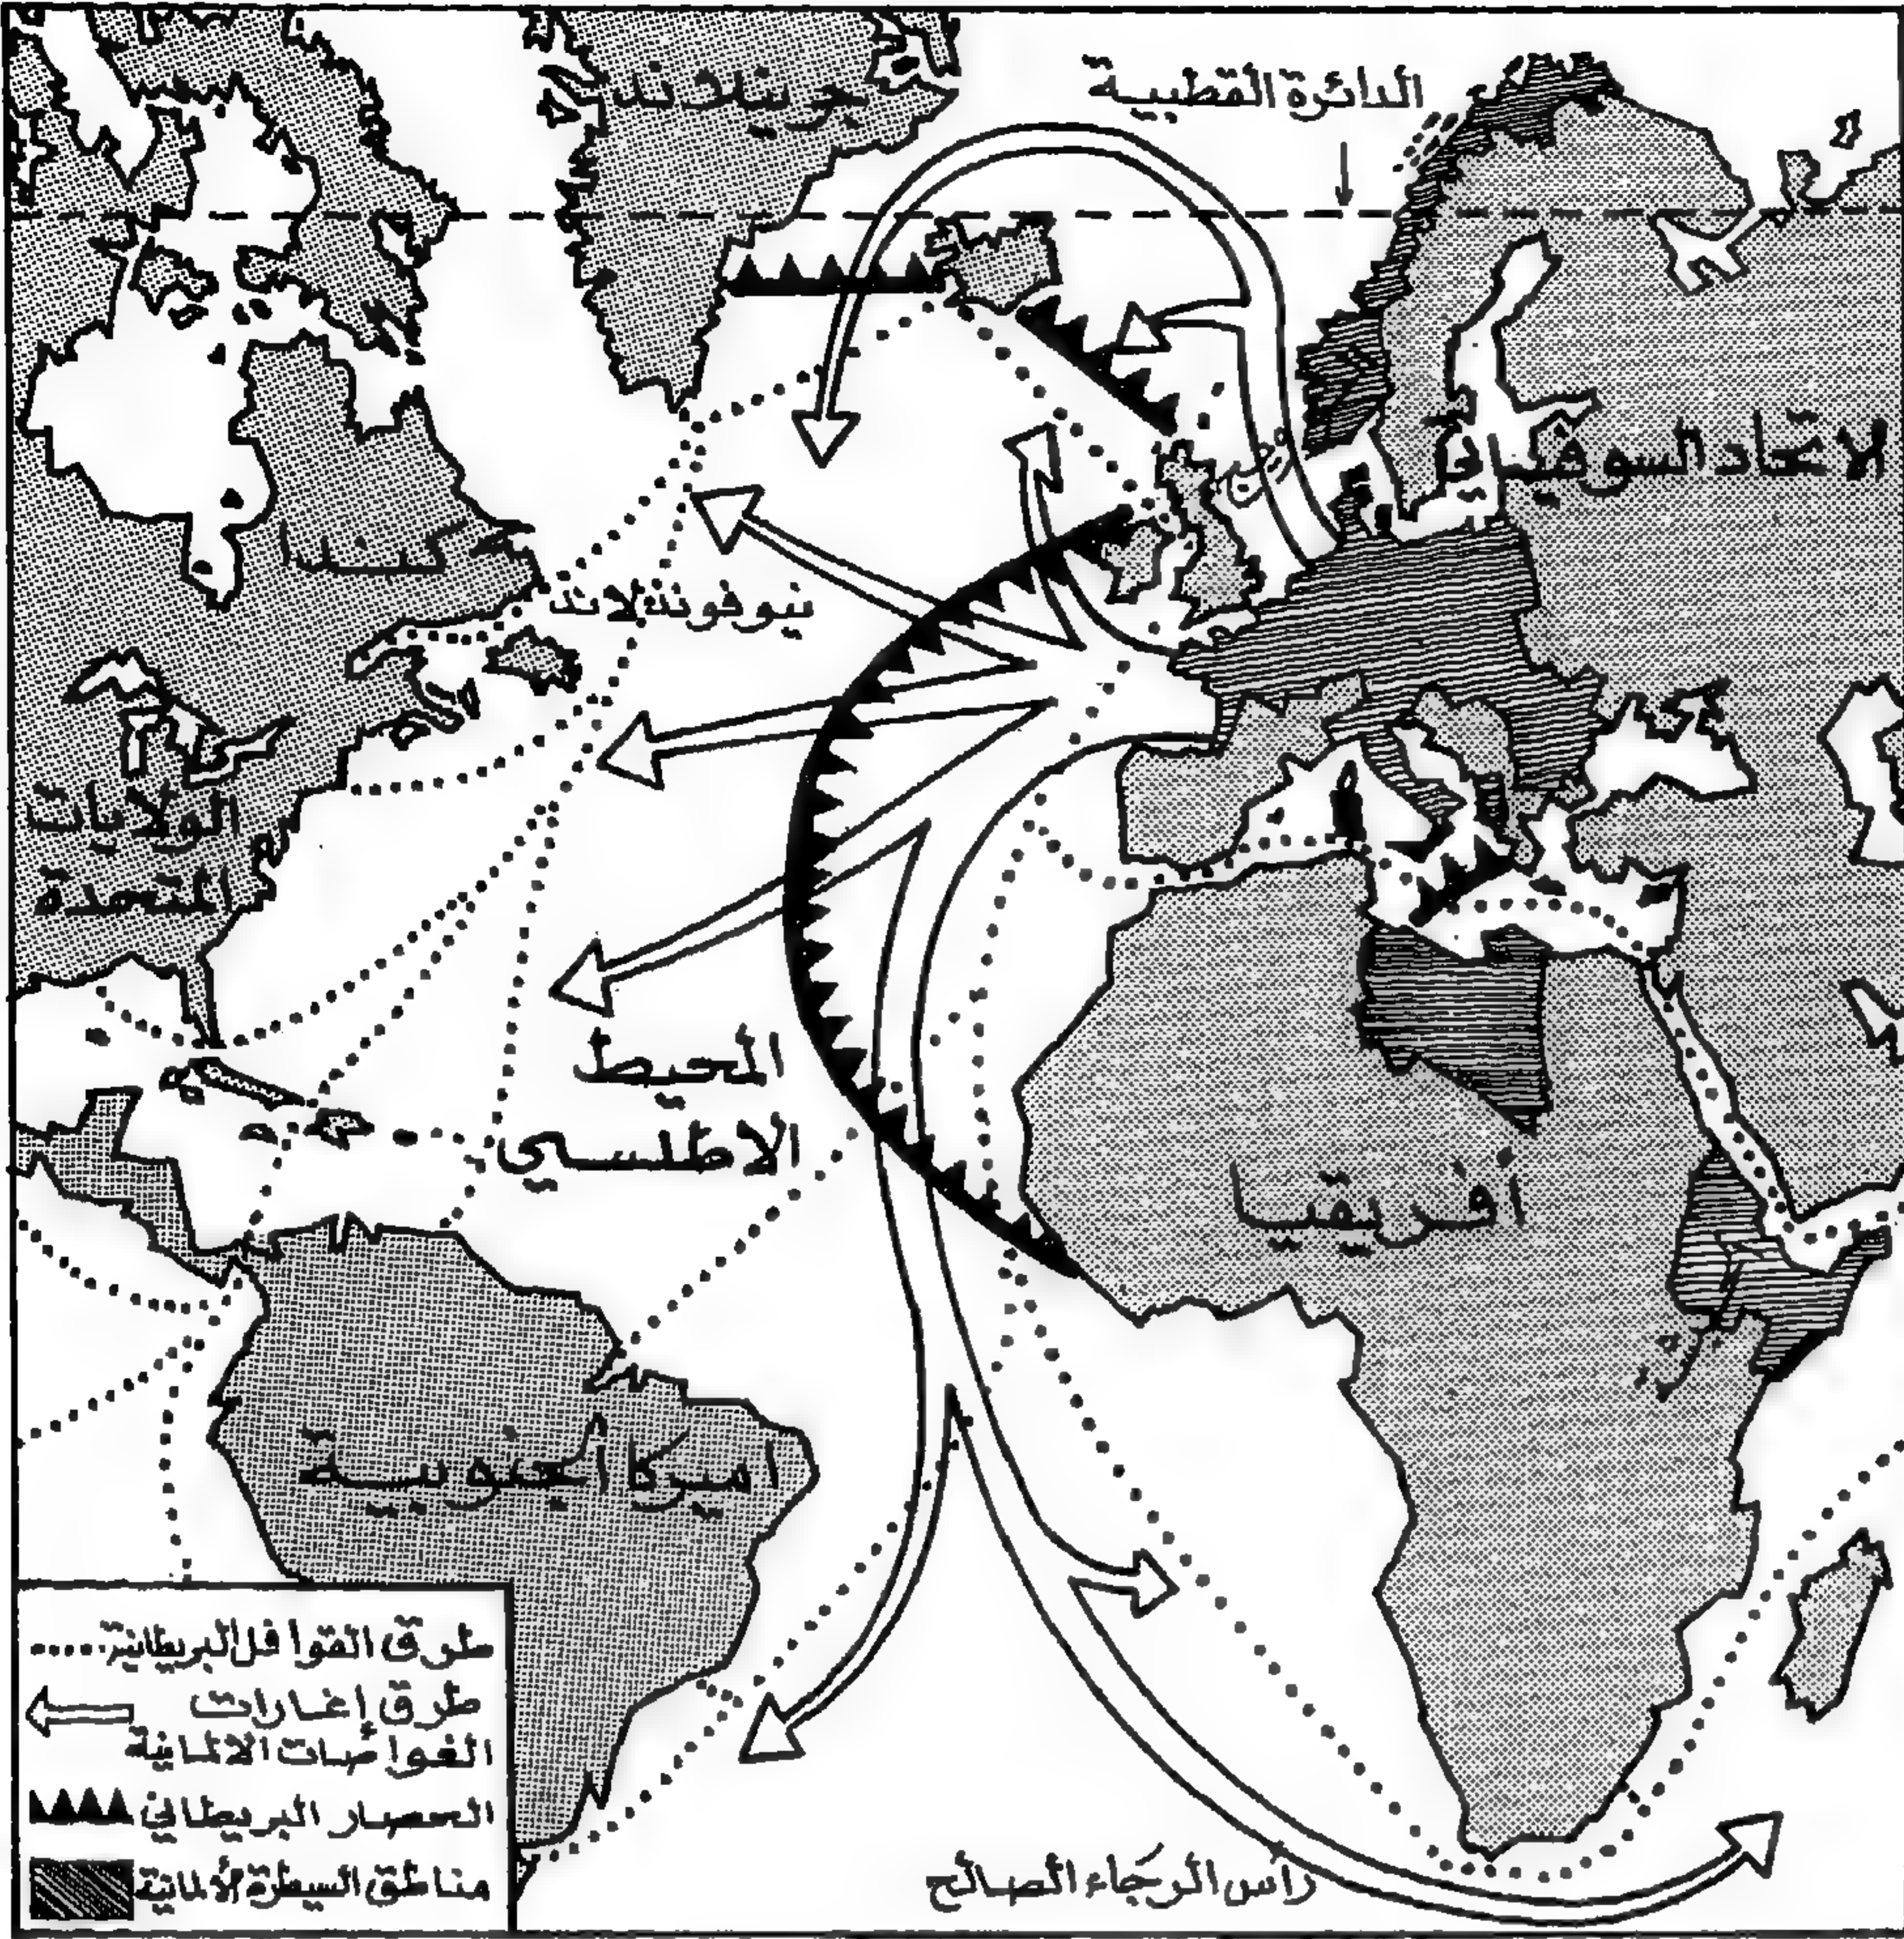 الدائرة القطبية
جرينلاند
الاتحاد السوفياتي
كندا
نيوفوندلاند
الولايات
المتحدة
المحيط
الاطلسي
أفريقيا
اميركا الجنوبية
طرق القوافل البريطانية
طرق إغارات
الغواصات الالمانية
الحصار البريطاني
مناطق السيطرة الألمانية
رأس الرجاء الصالح